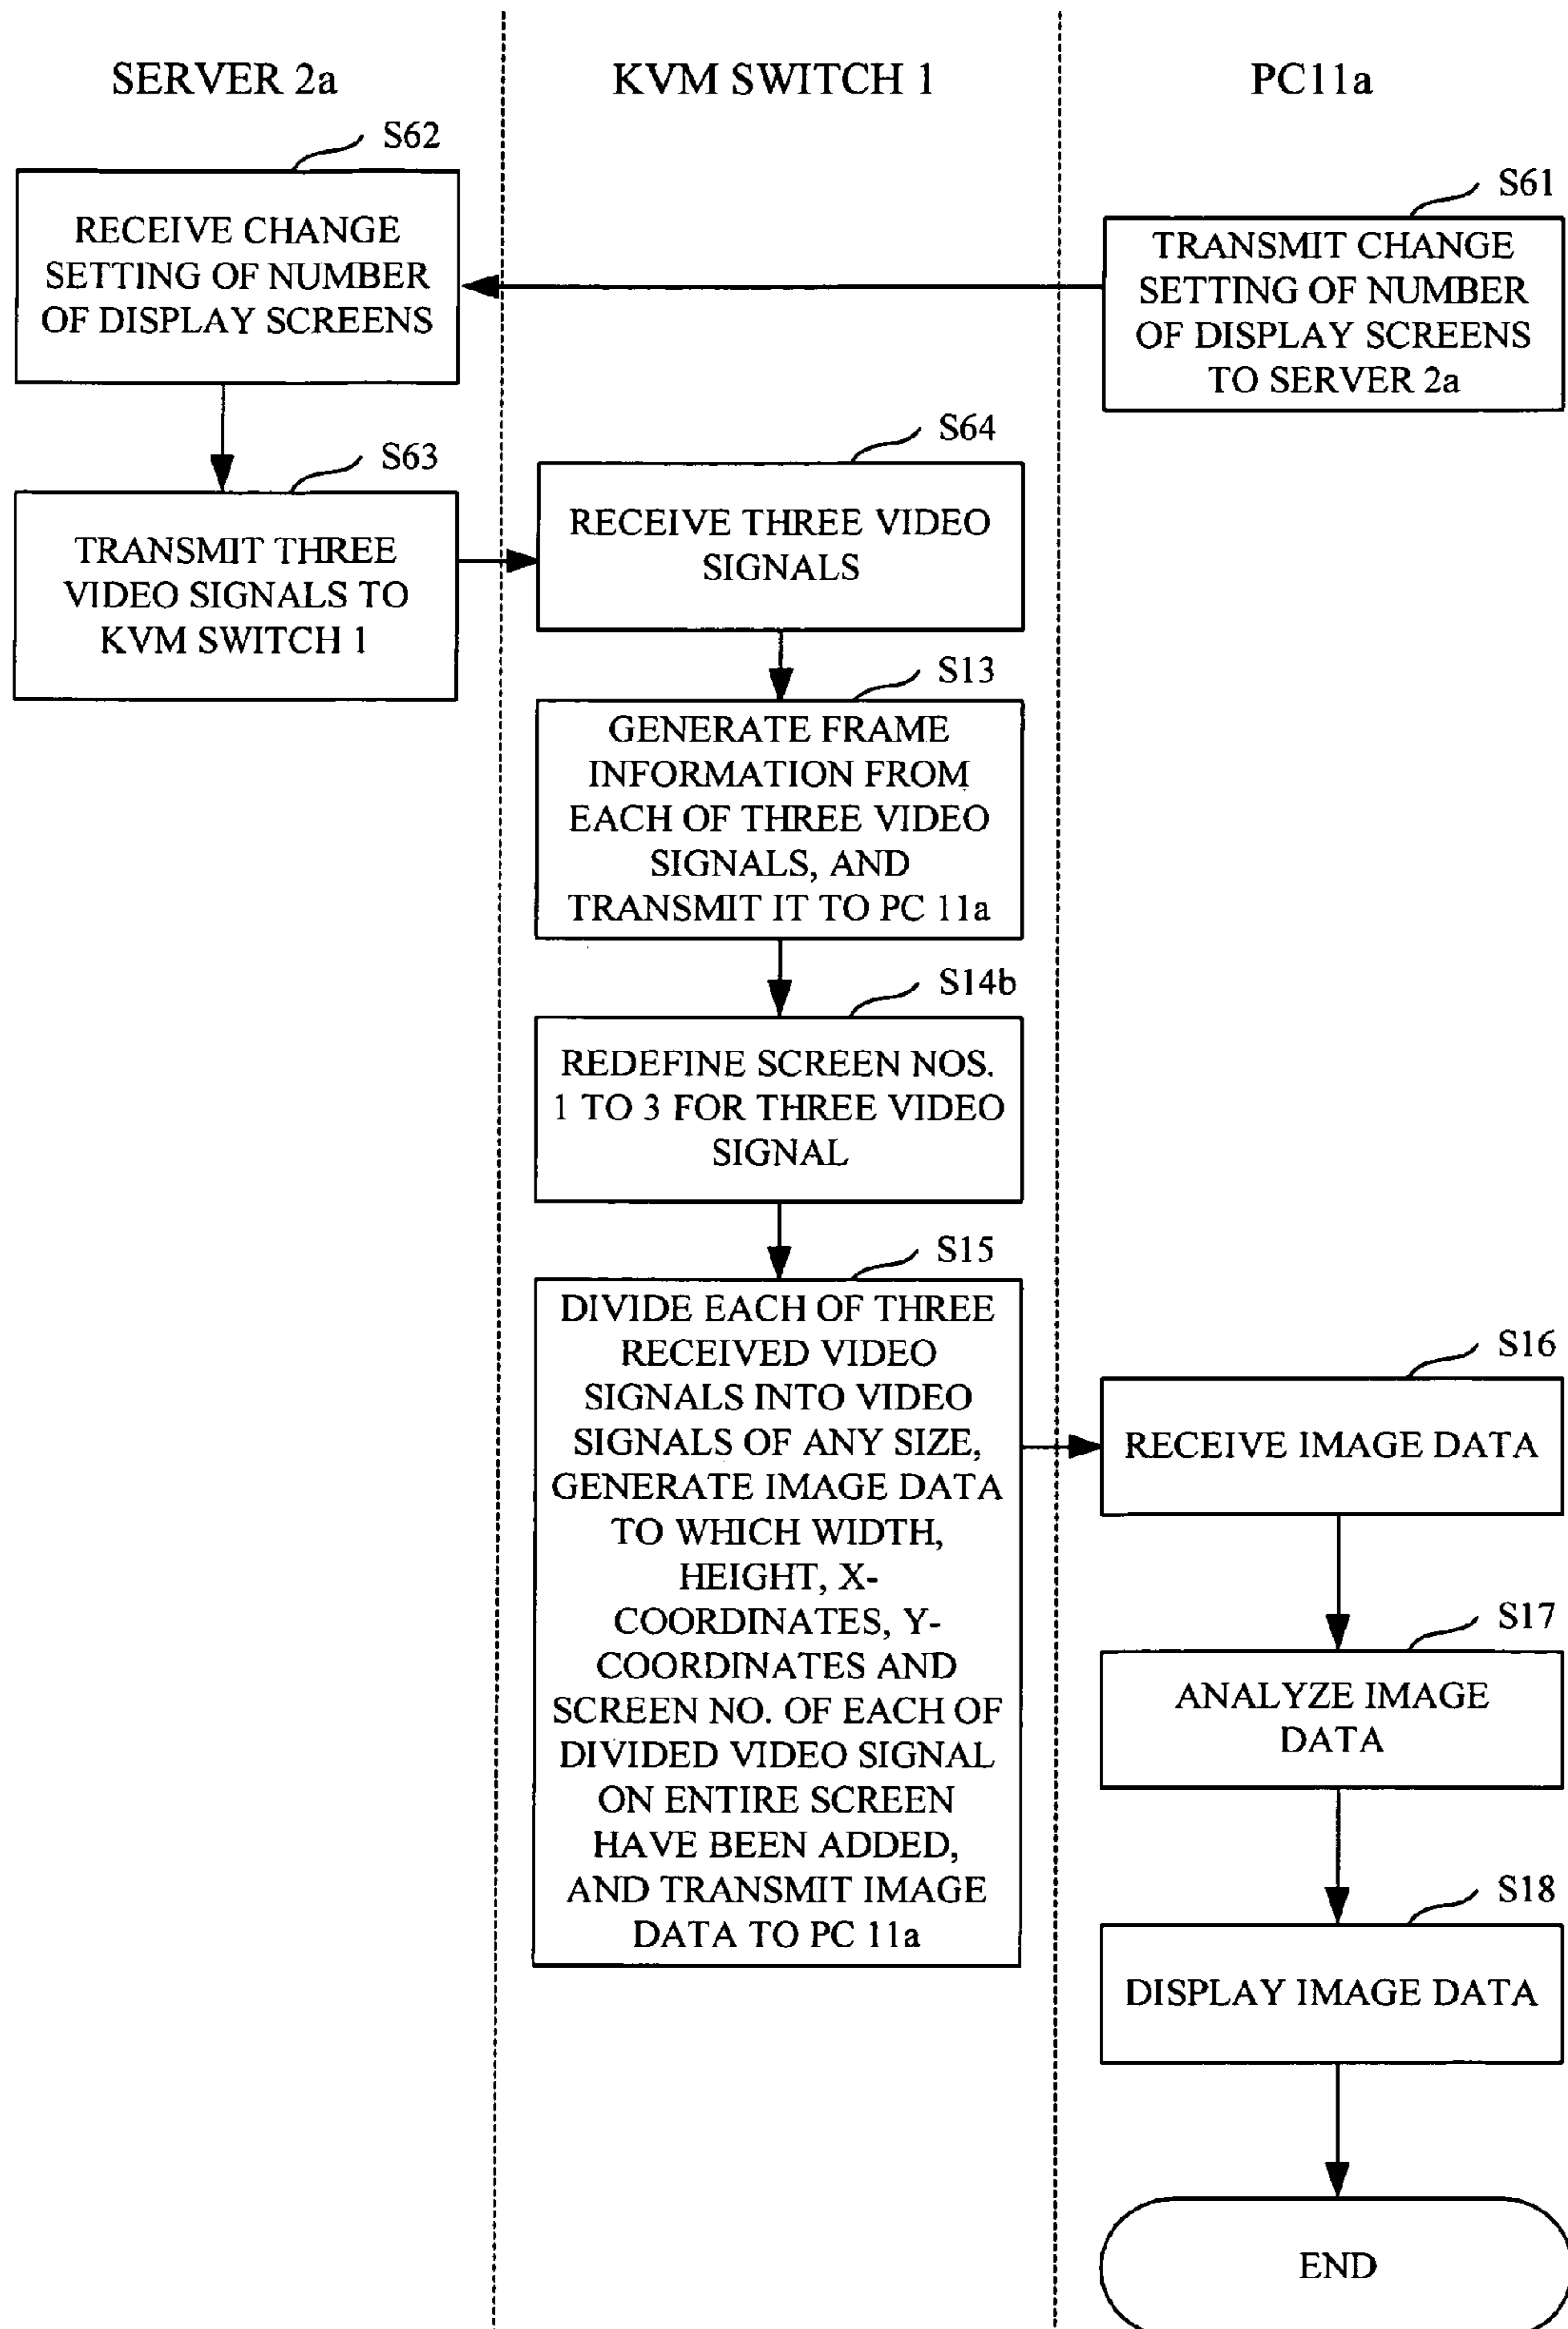 SERVER 2a
KVM SWITCH 1
PC11a
S62
RECEIVE CHANGE
SETTING OF NUMBER
OF DISPLAY SCREENS
S61
TRANSMIT CHANGE
SETTING OF NUMBER
OF DISPLAY SCREENS
TO SERVER 2a
S63
TRANSMIT THREE
VIDEO SIGNALS TO
KVM SWITCH 1
S64
RECEIVE THREE VIDEO
SIGNALS
S13
GENERATE FRAME
INFORMATION FROM
EACH OF THREE VIDEO
SIGNALS, AND
TRANSMIT IT TO PC 11a
S14b
REDEFINE SCREEN NOS.
1 TO 3 FOR THREE VIDEO
SIGNAL
S15
DIVIDE EACH OF THREE
RECEIVED VIDEO
SIGNALS INTO VIDEO
SIGNALS OF ANY SIZE,
GENERATE IMAGE DATA
TO WHICH WIDTH,
HEIGHT, X-
COORDINATES, Y-
COORDINATES AND
SCREEN NO. OF EACH OF
DIVIDED VIDEO SIGNAL
ON ENTIRE SCREEN
HAVE BEEN ADDED,
AND TRANSMIT IMAGE
DATA TO PC 11a
S16
RECEIVE IMAGE DATA
S17
ANALYZE IMAGE
DATA
S18
DISPLAY IMAGE DATA
END